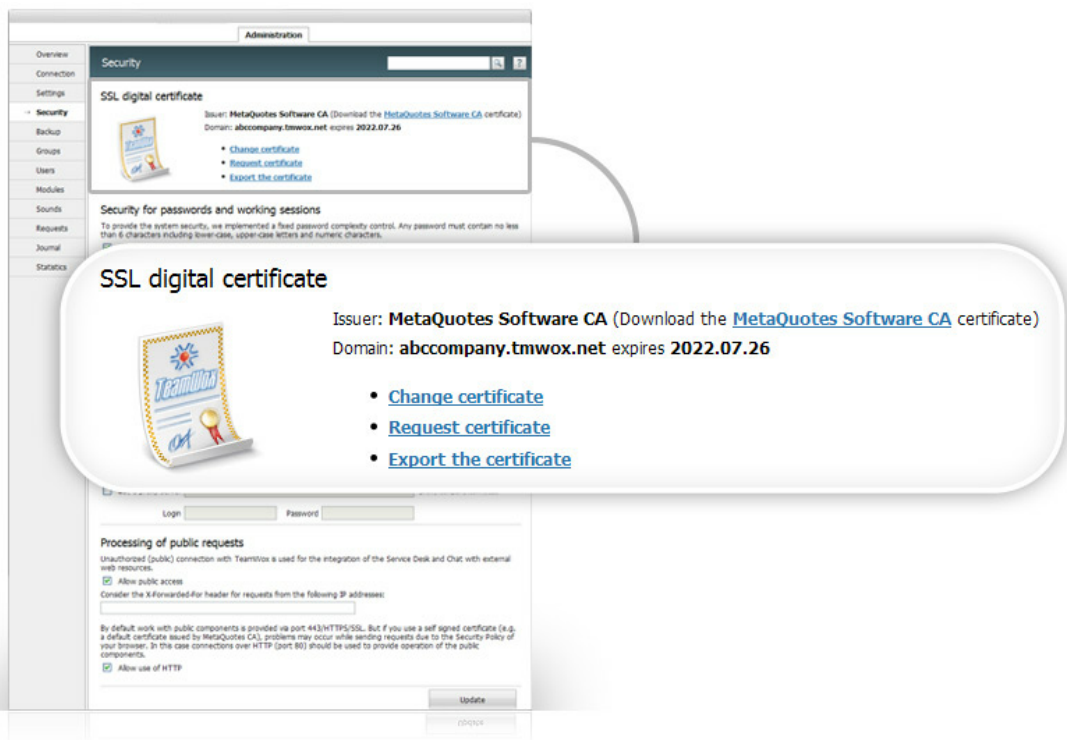 Administration
Overview
Connection
Settings
Security
Backup
Groups
Users
Modules
Sounds
Requests
Journal
Statistics
Security
?
SSL digital certificate
Issuer: MetaQuotes Software CA (Download the MetaQuotes Software CA certificate)
Domain: abccompany.tmwox.net expires 2022.07.26
• Change certificate
• Request certificate
• Export the certificate
Security for passwords and working sessions
To provide the system security, we implemented a fixed password complexity control. Any password must contain no less
than 6 characters including lower-case, upper-case letters and numeric characters.
SSL digital certificate
TeamWox
Issuer: MetaQuotes Software CA (Download the MetaQuotes Software CA certificate)
Domain: abccompany.tmwox.net expires 2022.07.26
• Change certificate
• Request certificate
• Export the certificate
Login Password
Processing of public requests
Unauthorized (public) connection with TeamWox is used for the integration of the Service Desk and Chat with external
web resources.
Allow public access
Consider the X-Forwarded-For header for requests from the following IP addresses:
By default work with public components is provided via port 443/HTTPS/SSL. But if you use a self signed certificate (e.g.
a default certificate issued by MetaQuotes CA), problems may occur while sending requests due to the Security Policy of
your browser. In this case connections over HTTP (port 80) should be used to provide operation of the public
components.
Allow use of HTTP
Update